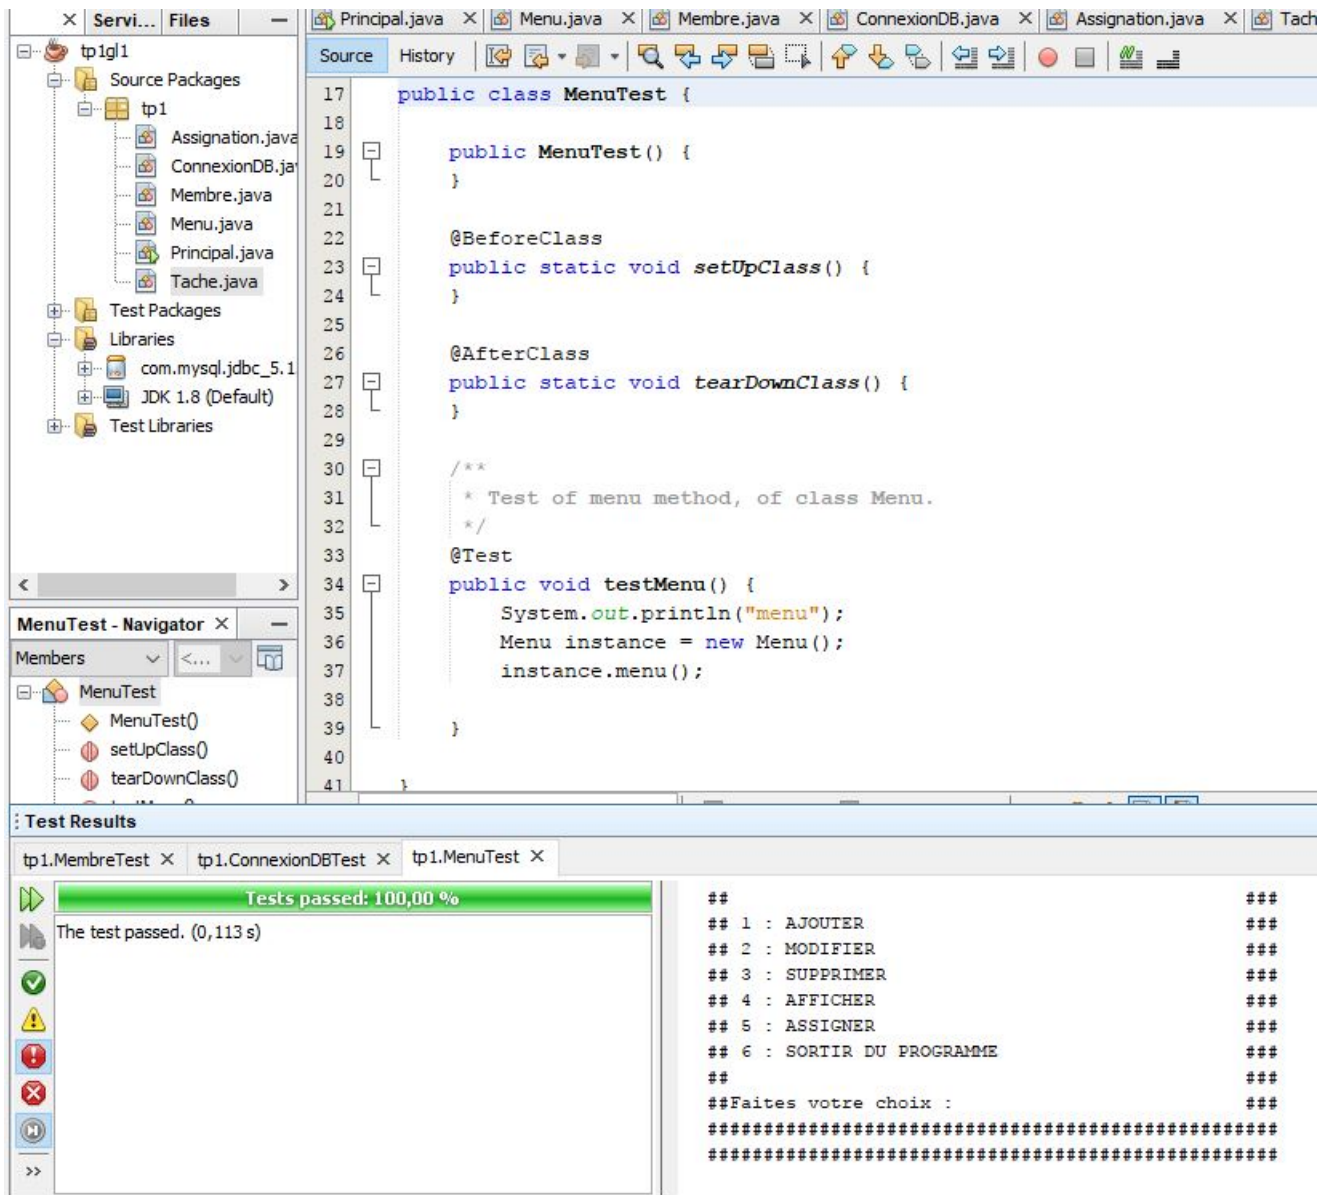 Servi... Files
tp1gl1
Source Packages
tp1
Assignation.java
ConnexionDB.ja
Membre.java
Menu.java
Principal.java
Tache.java
Test Packages
Libraries
com.mysql.jdbc_5.1
JDK 1.8 (Default)
Test Libraries
MenuTest - Navigator
Members <...
MenuTest
MenuTest()
setUpClass()
tearDownClass()
Principal.java Menu.java Membre.java ConnexionDB.java Assignation.java Tach
Source History
17 public class MenuTest {
18
19 public MenuTest() {
20 }
21
22 @BeforeClass
23 public static void setUpClass() {
24 }
25
26 @AfterClass
27 public static void tearDownClass() {
28 }
29
30 /**
31 * Test of menu method, of class Menu.
32 */
33 @Test
34 public void testMenu() {
35 System.out.println("menu");
36 Menu instance = new Menu();
37 instance.menu();
38
39 }
40
41 }
Test Results
tp1.MembreTest tp1.ConnexionDBTest tp1.MenuTest
Tests passed: 100,00 %
The test passed. (0,113 s)
>>
## ###
## 1 : AJOUTER ###
## 2 : MODIFIER ###
## 3 : SUPPRIMER ###
## 4 : AFFICHER ###
## 5 : ASSIGNER ###
## 6 : SORTIR DU PROGRAMME ###
## ###
##Faites votre choix : ###
###################################################
###################################################